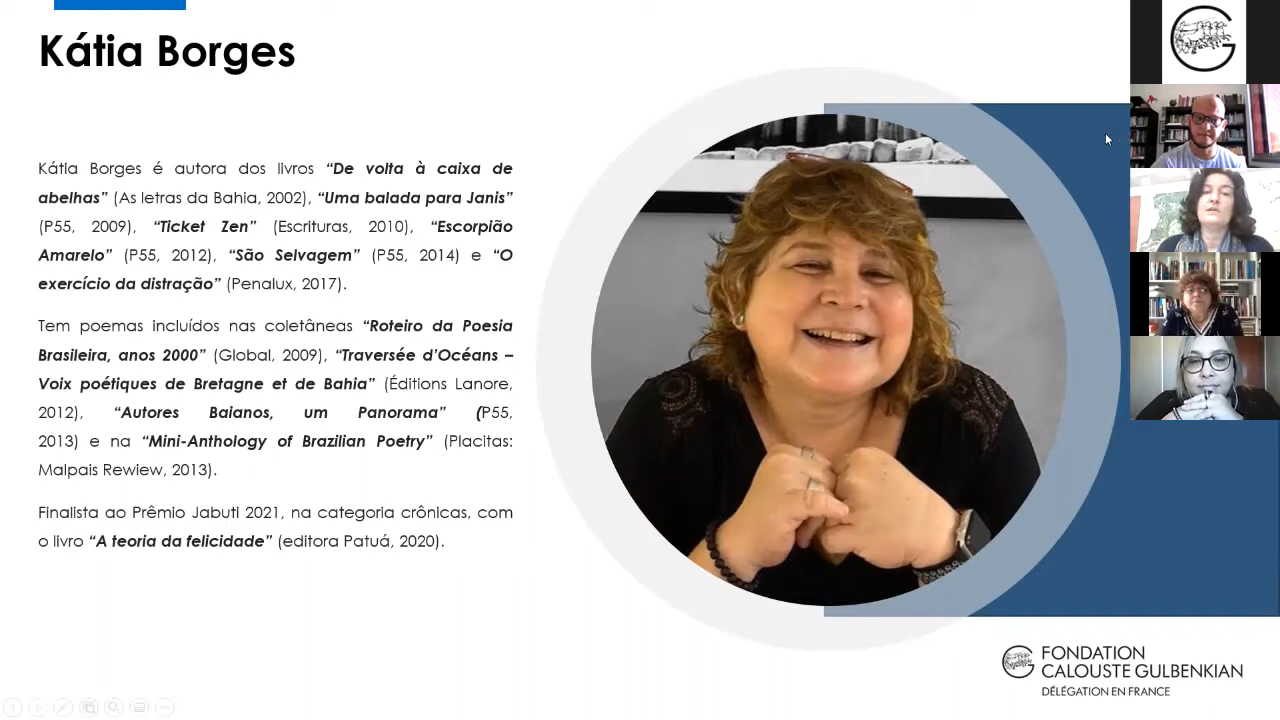 Kátia Borges
Kátia Borges é autora dos livros “De volta à caixa de
abelhas” (As letras da Bahia, 2002), “Uma balada para Janis”
(P55, 2009), “Ticket Zen” (Escrituras, 2010), “Escorpião
Amarelo” (P55, 2012), “São Selvagem” (P55, 2014) e “O
exercício da distração” (Penalux, 2017).
Tem poemas incluídos nas coletâneas “Roteiro da Poesia
Brasileira, anos 2000” (Global, 2009), “Traversée d’Océans –
Voix poétiques de Bretagne et de Bahia” (Éditions Lanore,
2012), “Autores Baianos, um Panorama” (P55,
2013) e na “Mini-Anthology of Brazilian Poetry” (Placitas:
Malpais Rewiew, 2013).
Finalista ao Prêmio Jabuti 2021, na categoria crônicas, com
o livro “A teoria da felicidade” (editora Patuá, 2020).
FONDATION
CALOUSTE GULBENKIAN
DÉLÉGATION EN FRANCE